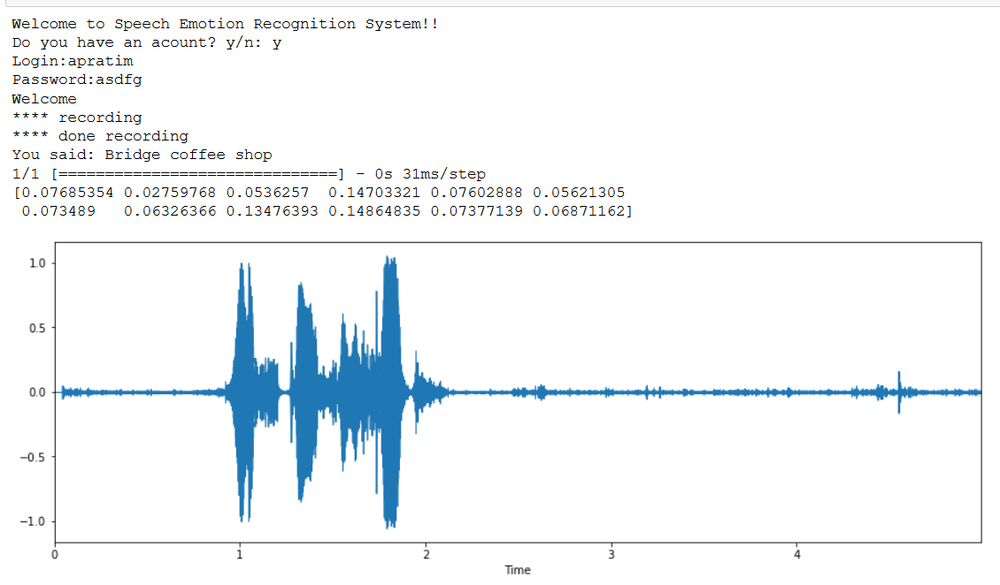 Welcome to Speech Emotion Recognition System!!
Do you have an acount? y/n: y
Login:apratim
Password:asdfg
Welcome
**** recording
**** done recording
You said: Bridge coffee shop
1/1 [==============================] - 0s 31ms/step
[0.07685354 0.02759768 0.0536257  0.14703321 0.07602888 0.05621305
 0.073489   0.06326366 0.13476393 0.14864835 0.07377139 0.06871162]
1.0
0.5
0.0
−0.5
−1.0
0 1 2 3 4
Time